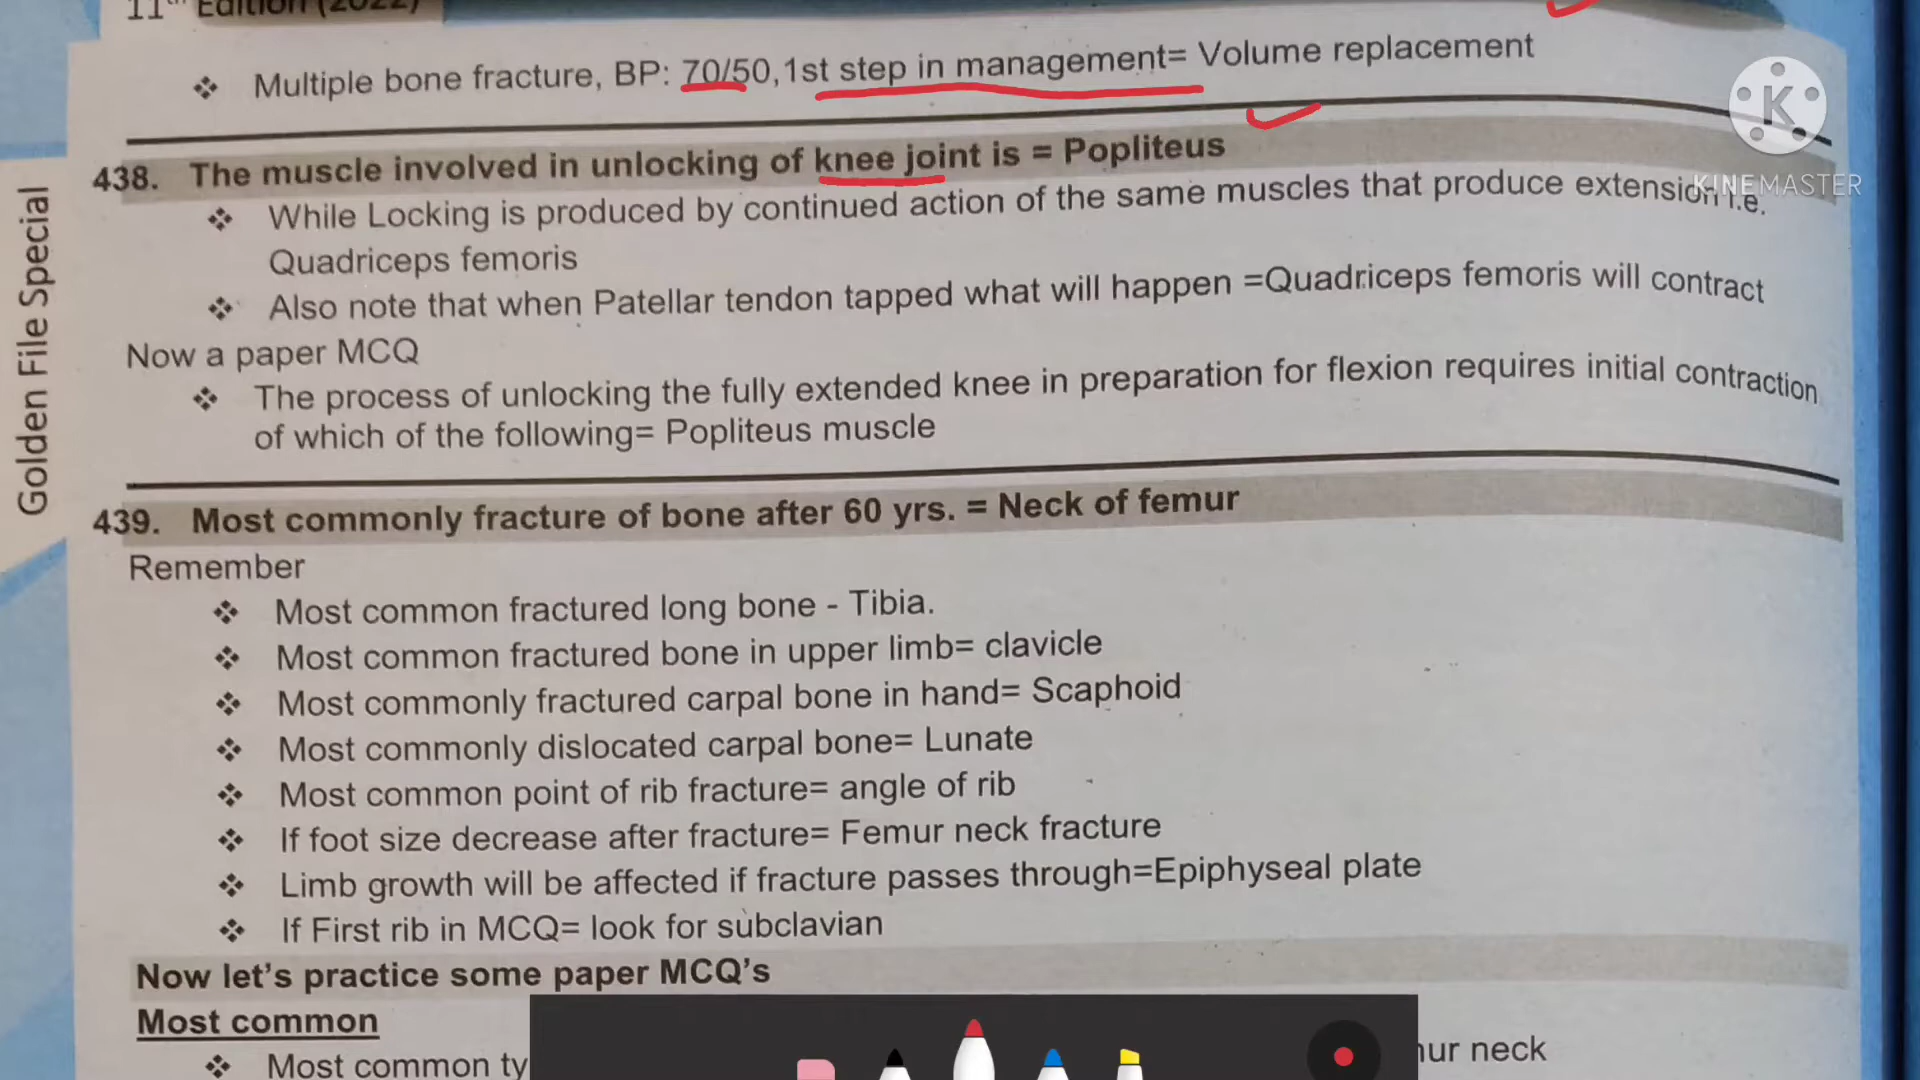 11th Edition (2022)
❖ Multiple bone fracture, BP: 70/50,1st step in management= Volume replacement
K
KINEMASTER
438. The muscle involved in unlocking of knee joint is = Popliteus
❖ While Locking is produced by continued action of the same muscles that produce extension i.e.
Quadriceps femoris
❖ Also note that when Patellar tendon tapped what will happen =Quadriceps femoris will contract
Now a paper MCQ
❖ The process of unlocking the fully extended knee in preparation for flexion requires initial contraction
of which of the following= Popliteus muscle
Golden File Special
439. Most commonly fracture of bone after 60 yrs. = Neck of femur
Remember
❖ Most common fractured long bone - Tibia.
❖ Most common fractured bone in upper limb= clavicle
❖ Most commonly fractured carpal bone in hand= Scaphoid
❖ Most commonly dislocated carpal bone= Lunate
❖ Most common point of rib fracture= angle of rib
❖ If foot size decrease after fracture= Femur neck fracture
❖ Limb growth will be affected if fracture passes through=Epiphyseal plate
❖ If First rib in MCQ= look for subclavian
Now let's practice some paper MCQ's
Most common
❖ Most common ty
neck